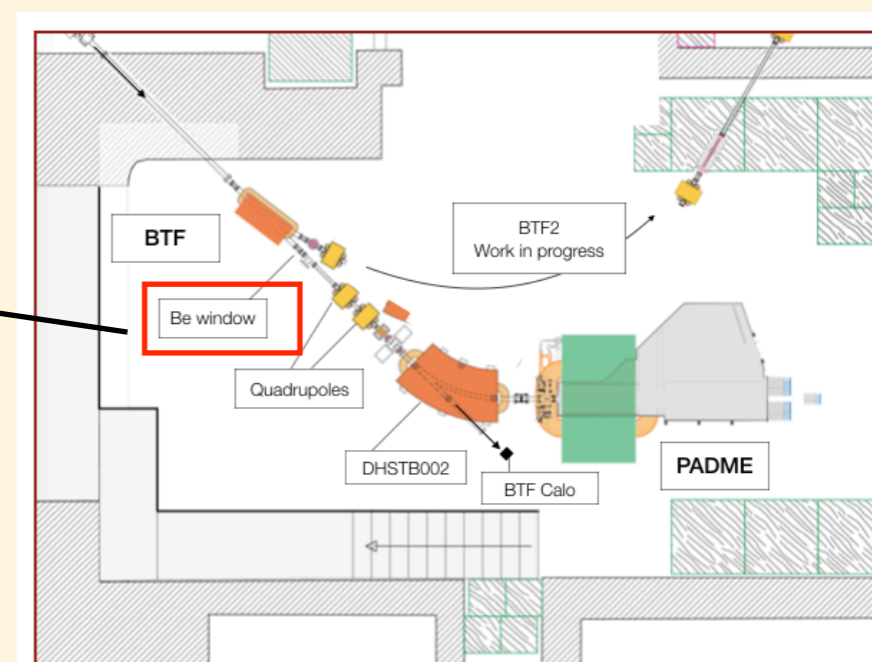 BTF
BTF2
Work in progress
Be window
Quadrupoles
DHSTB002
PADME
BTF Calo